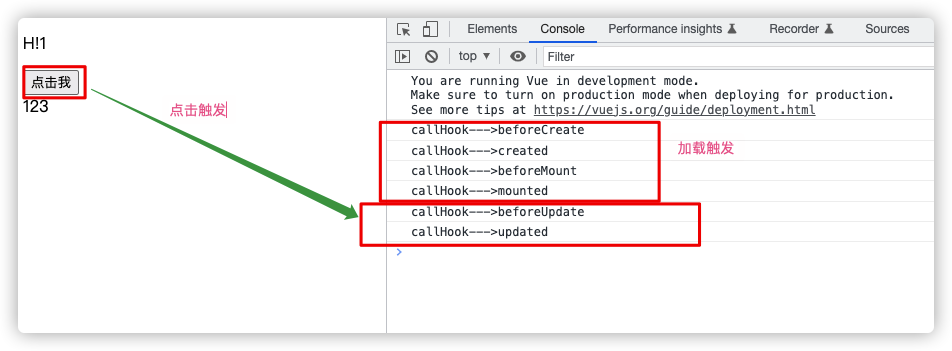 H!1
点击我
123
点击触发
Elements Console Performance insights Recorder Sources
top Filter
You are running Vue in development mode.
Make sure to turn on production mode when deploying for production.
See more tips at https://vuejs.org/guide/deployment.html
callHook--->beforeCreate
callHook--->created
加载触发
callHook--->beforeMount
callHook--->mounted
callHook--->beforeUpdate
callHook--->updated